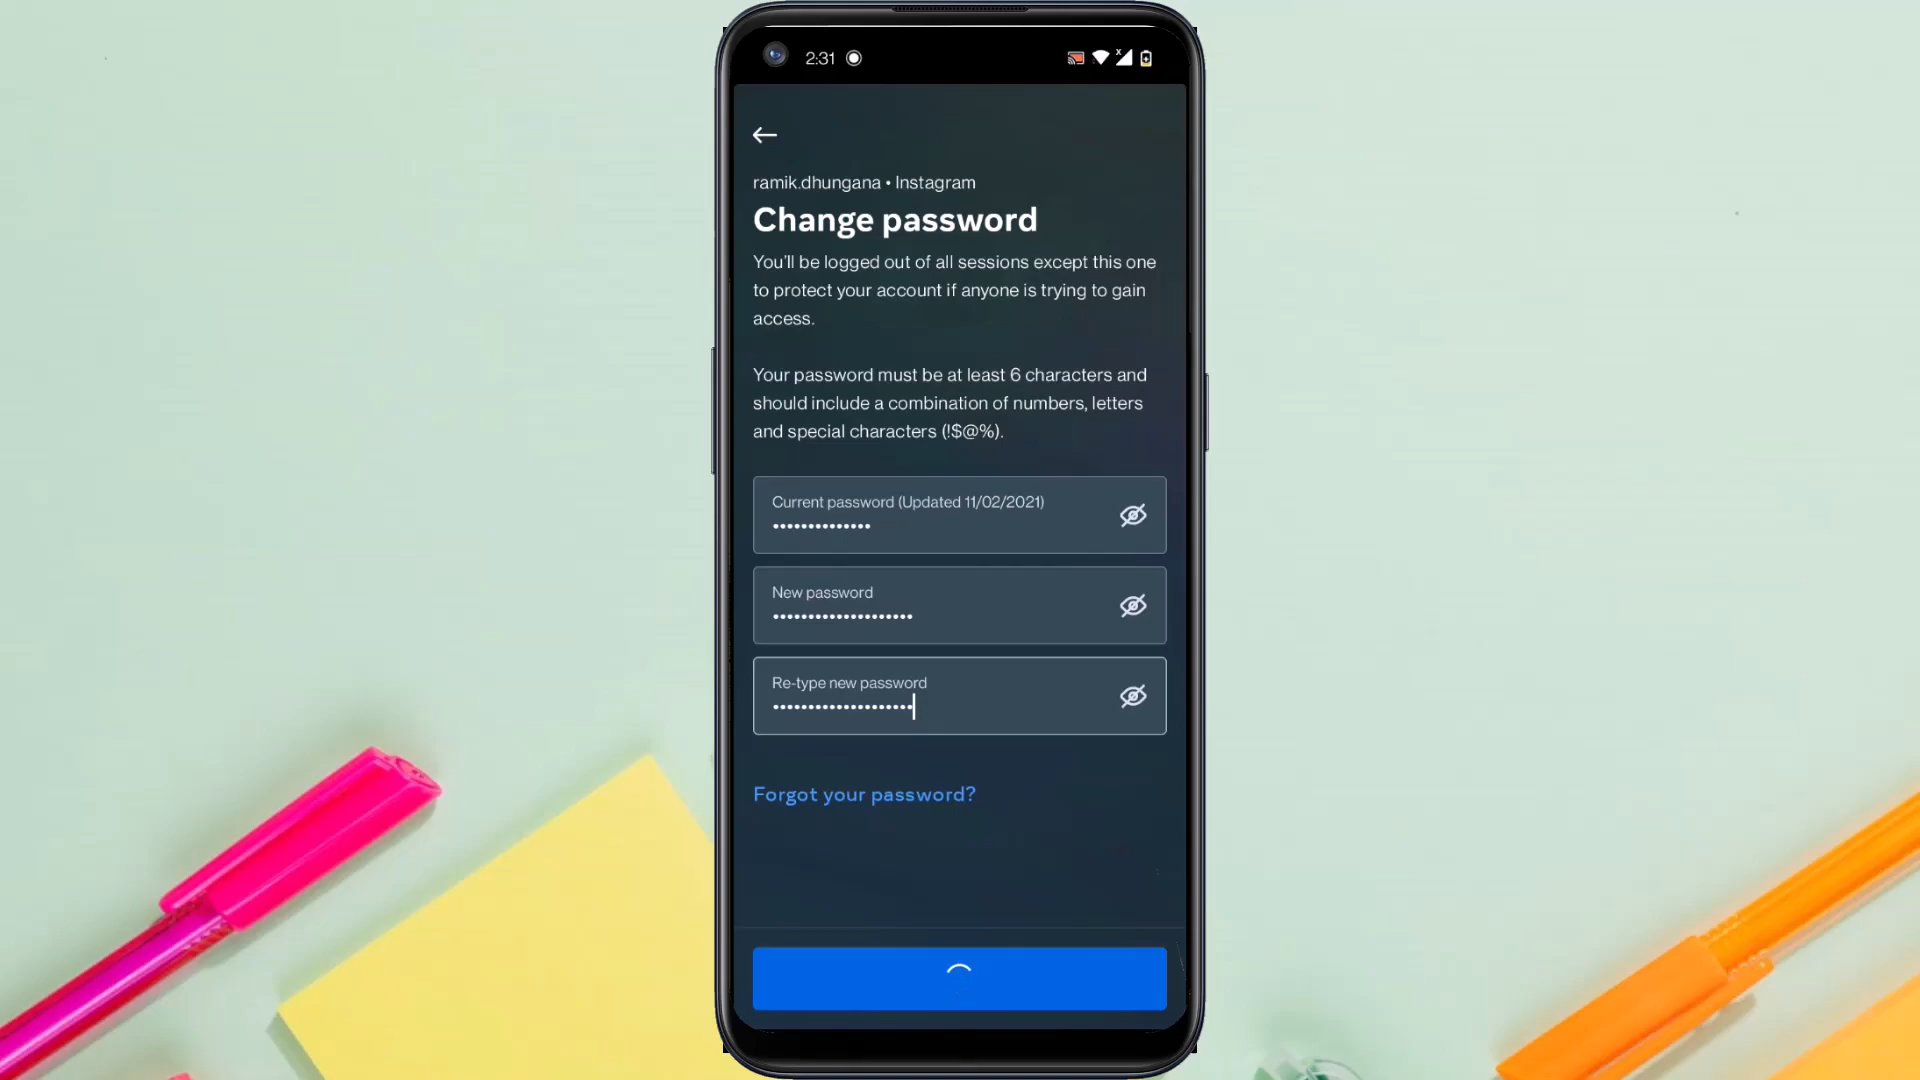 2:31
ramik.dhungana • Instagram
Change password
You'll be logged out of all sessions except this one
to protect your account if anyone is trying to gain
access.
Your password must be at least 6 characters and
should include a combination of numbers, letters
and special characters (!$@%).
Current password (Updated 11/02/2021)
••••••••••••••
New password
••••••••••••••••••••
Re-type new password
••••••••••••••••••••
Forgot your password?